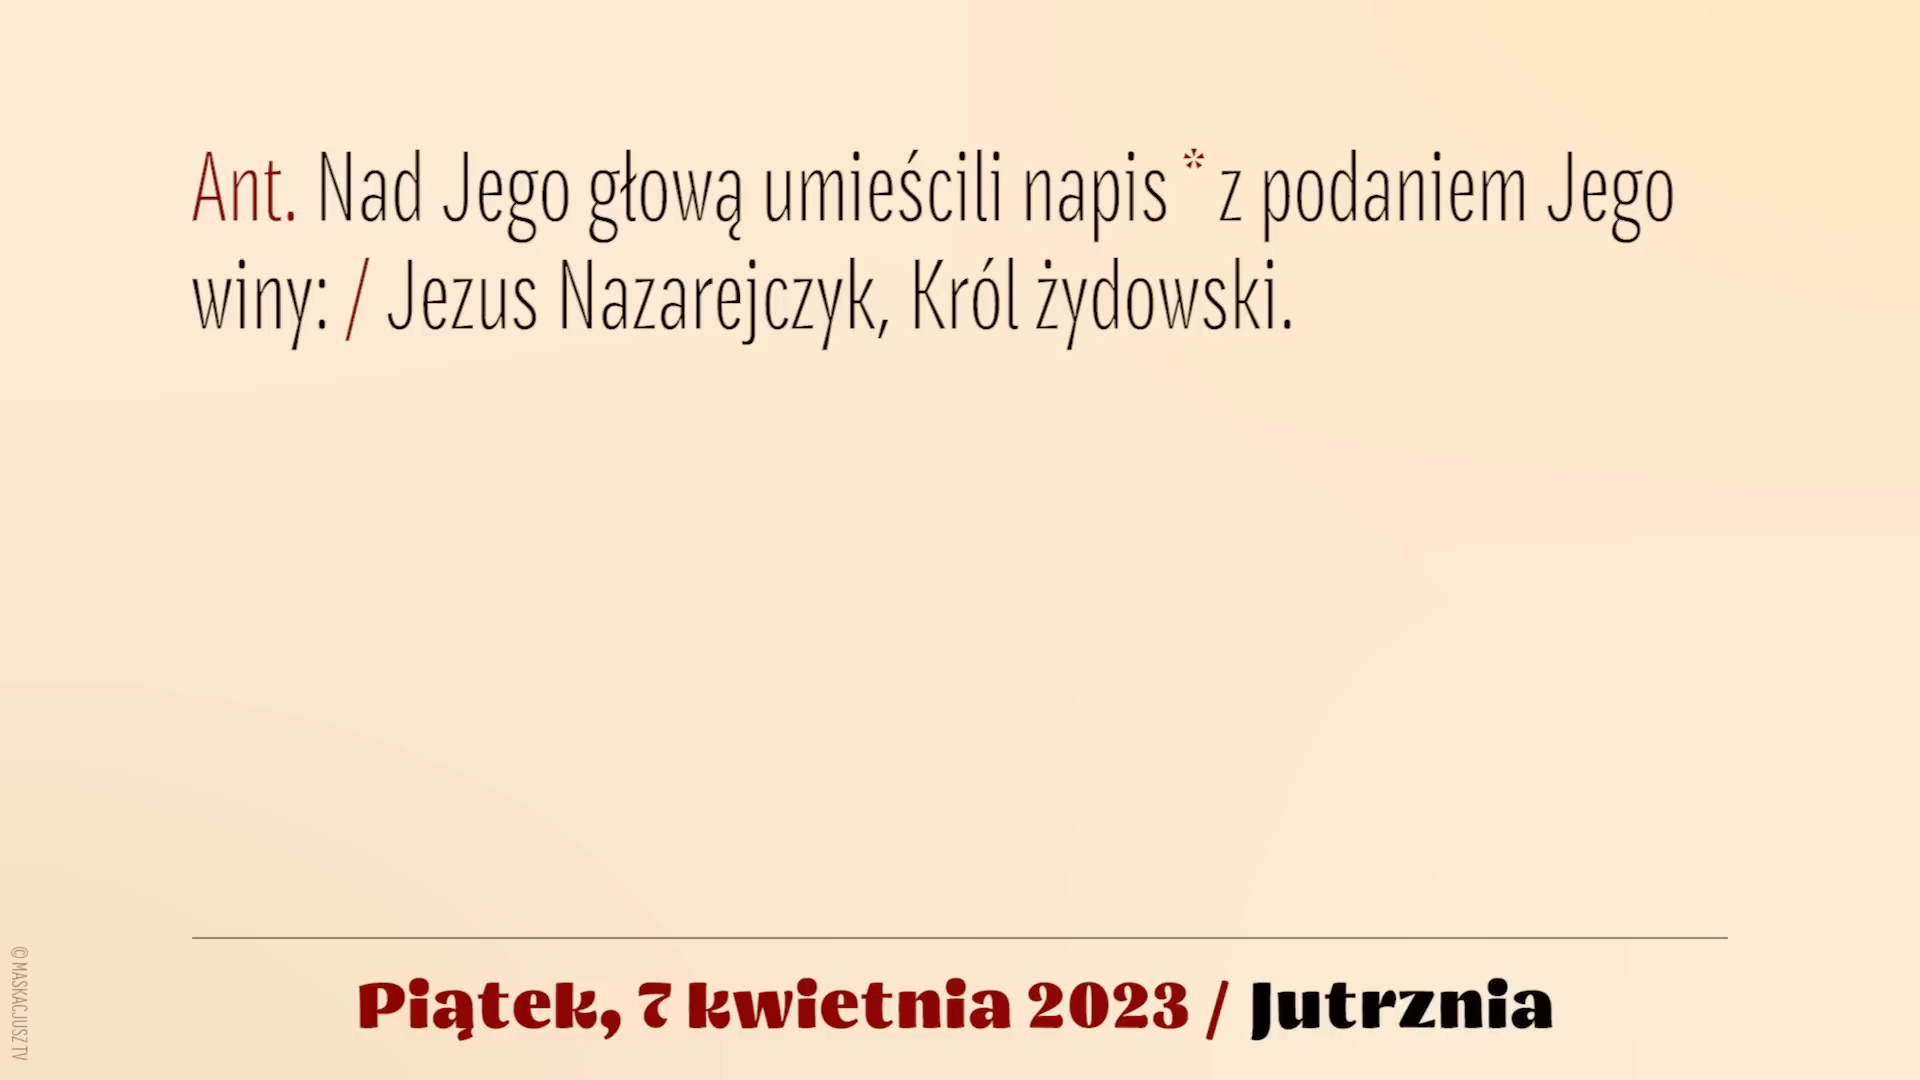 Ant. Nad Jego głową umieścili napis * z podaniem Jego
winy: / Jezus Nazarejczyk, Król żydowski.
Piątek, 7 kwietnia 2023 / Jutrznia
© MASKACJUSZ TV